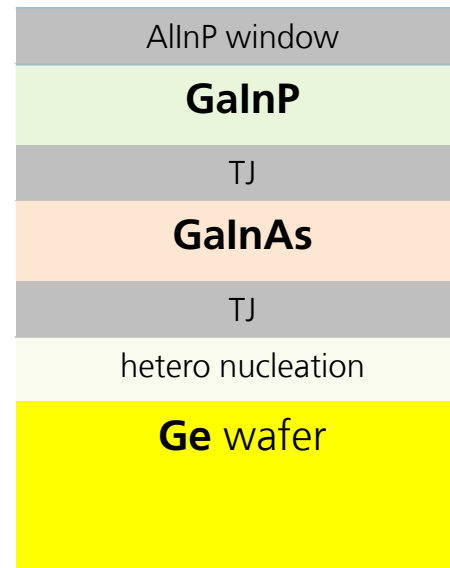 AlInP window
GaInP
TJ
GaInAs
TJ
hetero nucleation
Ge wafer